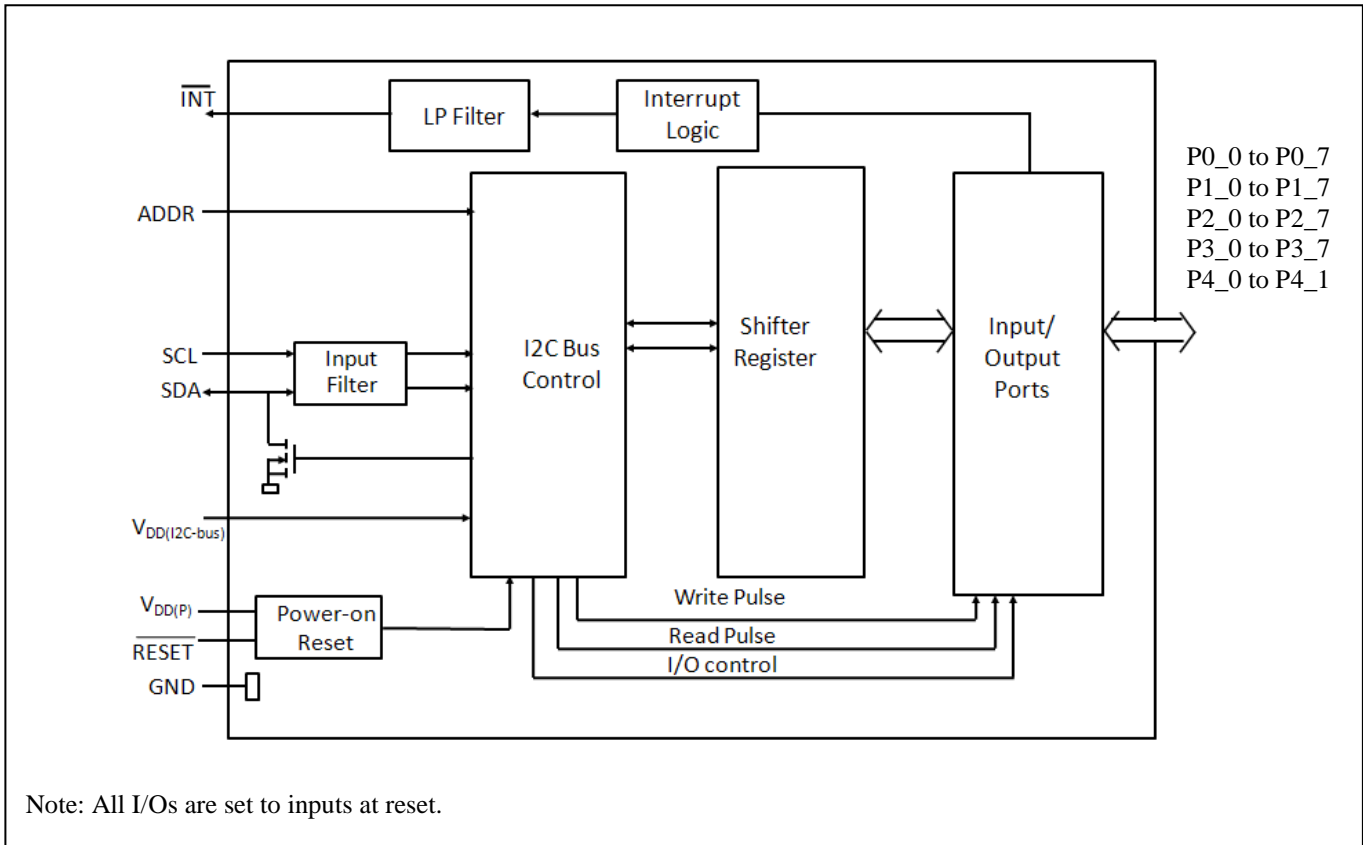 INT
LP Filter
Interrupt
Logic
P0_0 to P0_7
P1_0 to P1_7
P2_0 to P2_7
P3_0 to P3_7
P4_0 to P4_1
ADDR
SCL
SDA
Input
Filter
I2C Bus
Control
Shifter
Register
Input/
Output
Ports
VDD(I2C-bus)
VDD(P)
RESET
GND
Power-on
Reset
Write Pulse
Read Pulse
I/O control
Note: All I/Os are set to inputs at reset.